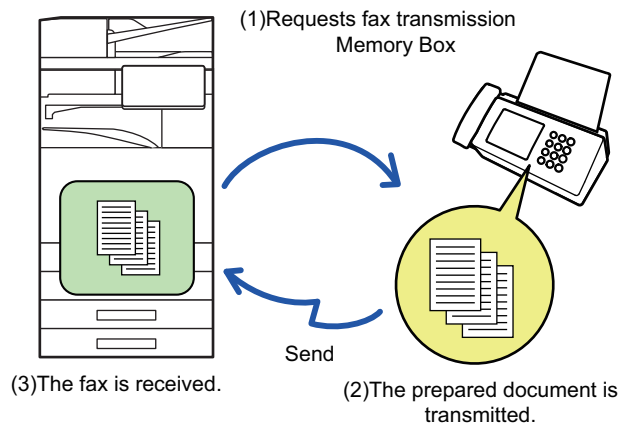 (1)Requests fax transmission
Memory Box
Send
(3)The fax is received.
(2)The prepared document is
transmitted.